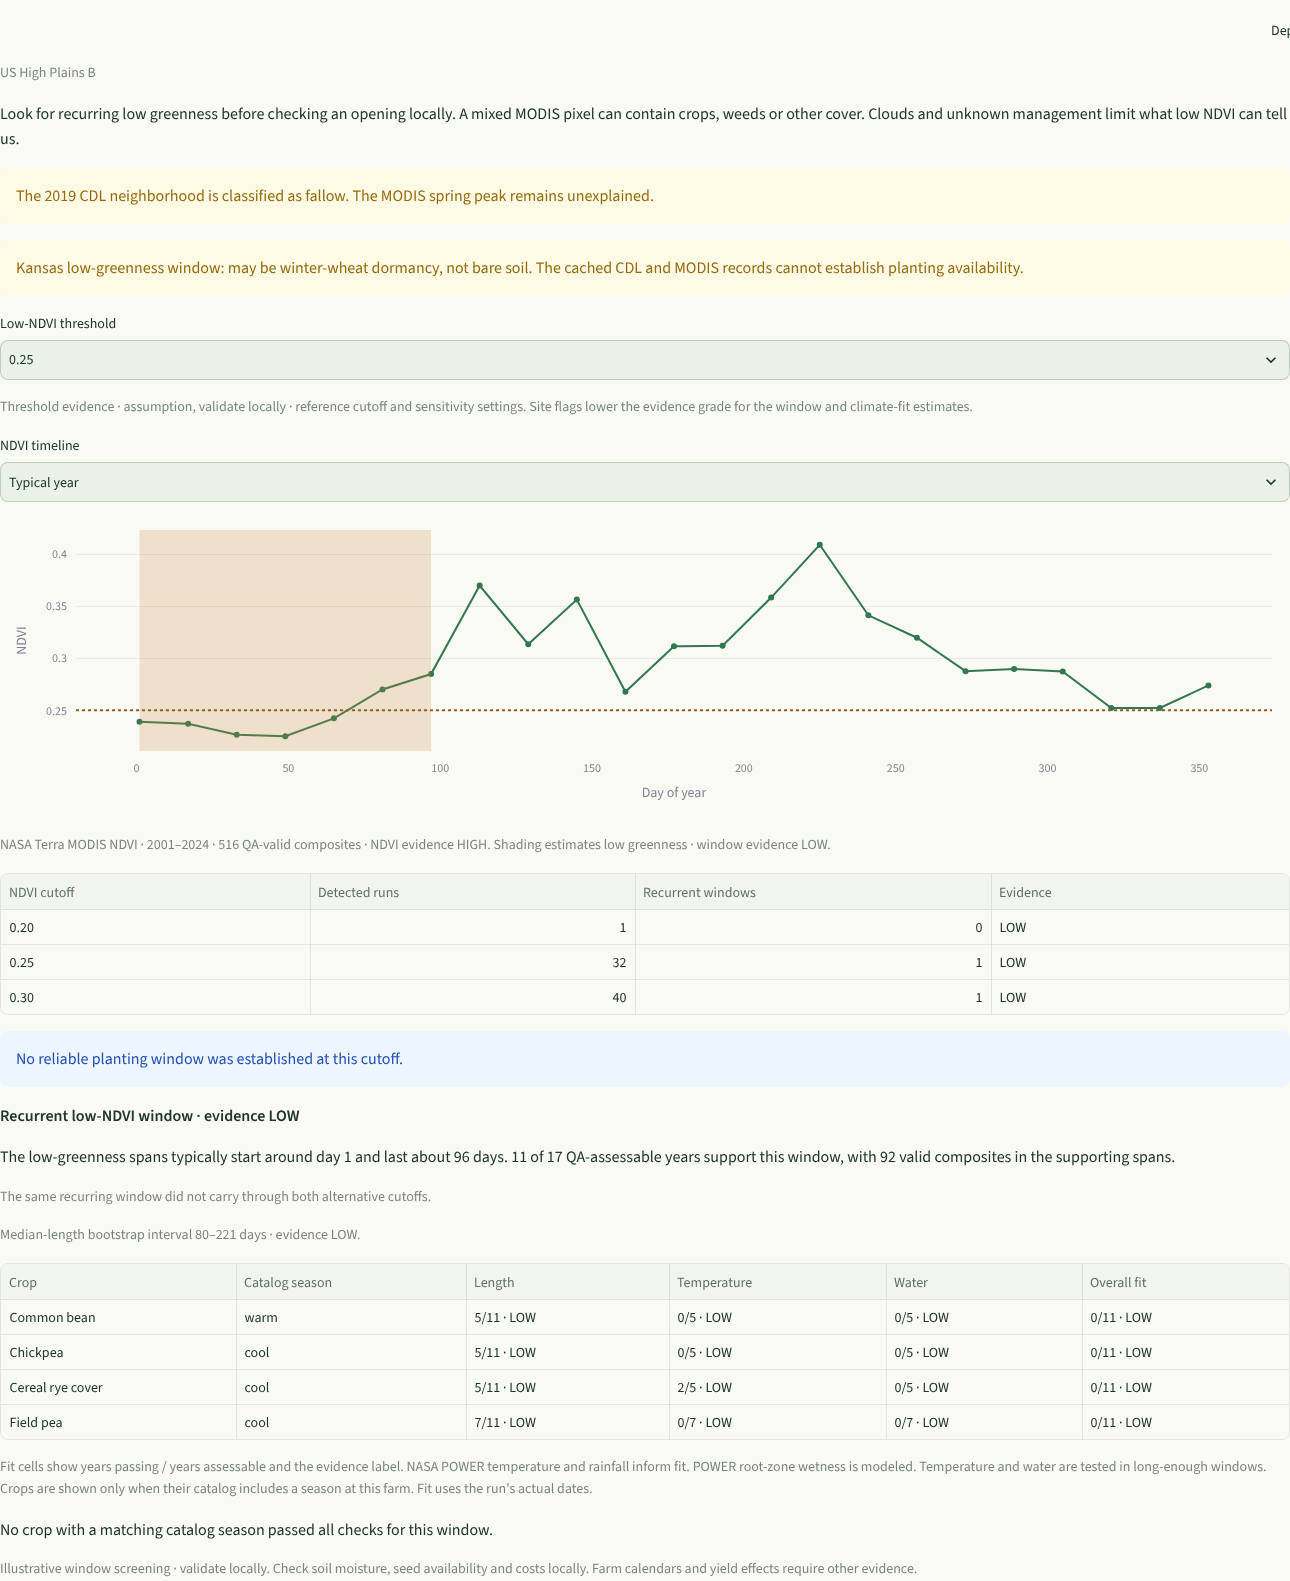 Dep
US High Plains B
Look for recurring low greenness before checking an opening locally. A mixed MODIS pixel can contain crops, weeds or other cover. Clouds and unknown management limit what low NDVI can tell
us.
The 2019 CDL neighborhood is classified as fallow. The MODIS spring peak remains unexplained.
Kansas low-greenness window: may be winter-wheat dormancy, not bare soil. The cached CDL and MODIS records cannot establish planting availability.
Low-NDVI threshold
0.25
Threshold evidence · assumption, validate locally · reference cutoff and sensitivity settings. Site flags lower the evidence grade for the window and climate-fit estimates.
NDVI timeline
Typical year
0.4
0.35
0.3
0.25
NDVI
0 50 100 150 200 250 300 350
Day of year
NASA Terra MODIS NDVI · 2001–2024 · 516 QA-valid composites · NDVI evidence HIGH. Shading estimates low greenness · window evidence LOW.
NDVI cutoff Detected runs Recurrent windows Evidence
0.20 1 0 LOW
0.25 32 1 LOW
0.30 40 1 LOW
No reliable planting window was established at this cutoff.
Recurrent low-NDVI window · evidence LOW
The low-greenness spans typically start around day 1 and last about 96 days. 11 of 17 QA-assessable years support this window, with 92 valid composites in the supporting spans.
The same recurring window did not carry through both alternative cutoffs.
Median-length bootstrap interval 80–221 days · evidence LOW.
Crop Catalog season Length Temperature Water Overall fit
Common bean warm 5/11 · LOW 0/5 · LOW 0/5 · LOW 0/11 · LOW
Chickpea cool 5/11 · LOW 0/5 · LOW 0/5 · LOW 0/11 · LOW
Cereal rye cover cool 5/11 · LOW 2/5 · LOW 0/5 · LOW 0/11 · LOW
Field pea cool 7/11 · LOW 0/7 · LOW 0/7 · LOW 0/11 · LOW
Fit cells show years passing / years assessable and the evidence label. NASA POWER temperature and rainfall inform fit. POWER root-zone wetness is modeled. Temperature and water are tested in long-enough windows.
Crops are shown only when their catalog includes a season at this farm. Fit uses the run's actual dates.
No crop with a matching catalog season passed all checks for this window.
Illustrative window screening · validate locally. Check soil moisture, seed availability and costs locally. Farm calendars and yield effects require other evidence.